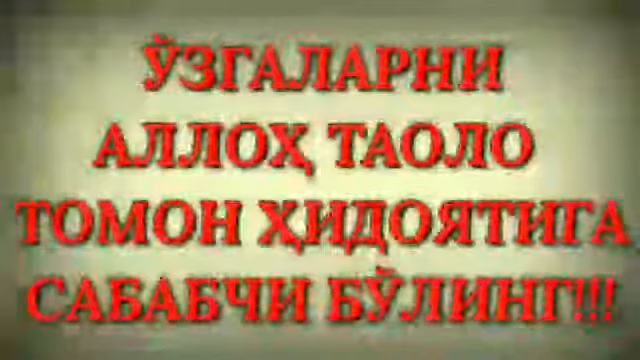 ЎЗГАЛАРНИ
АЛЛОҲ ТАОЛО
ТОМОН ҲИДОЯТИГА
САБАБЧИ БЎЛИНГ!!!